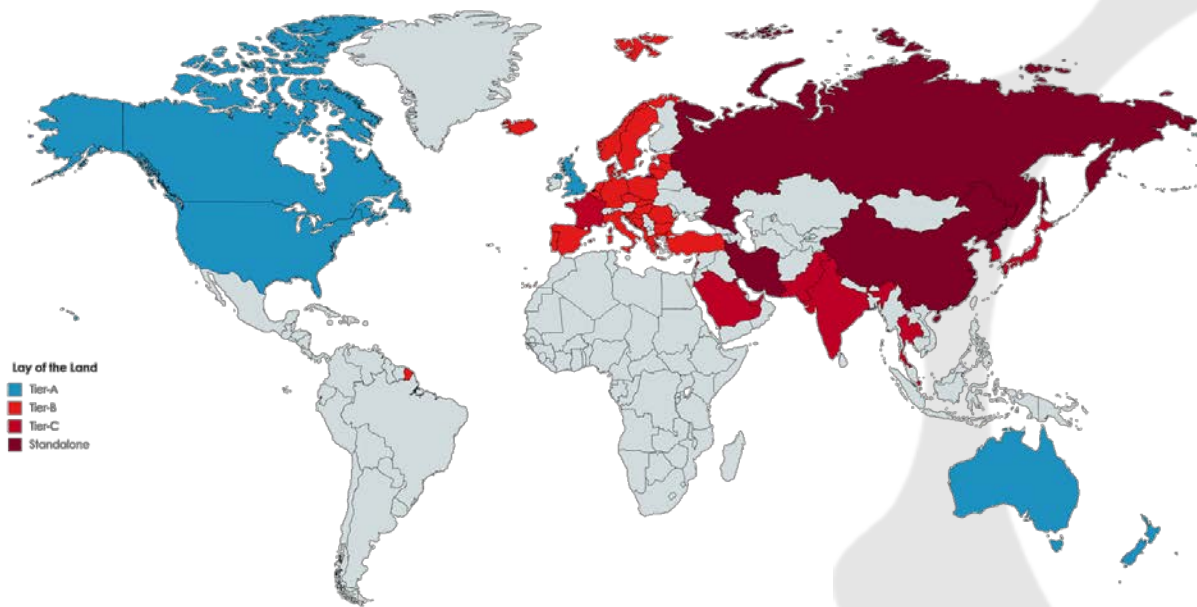 Lay of the Land
Tier-A
Tier-B
Tier-C
Standalone